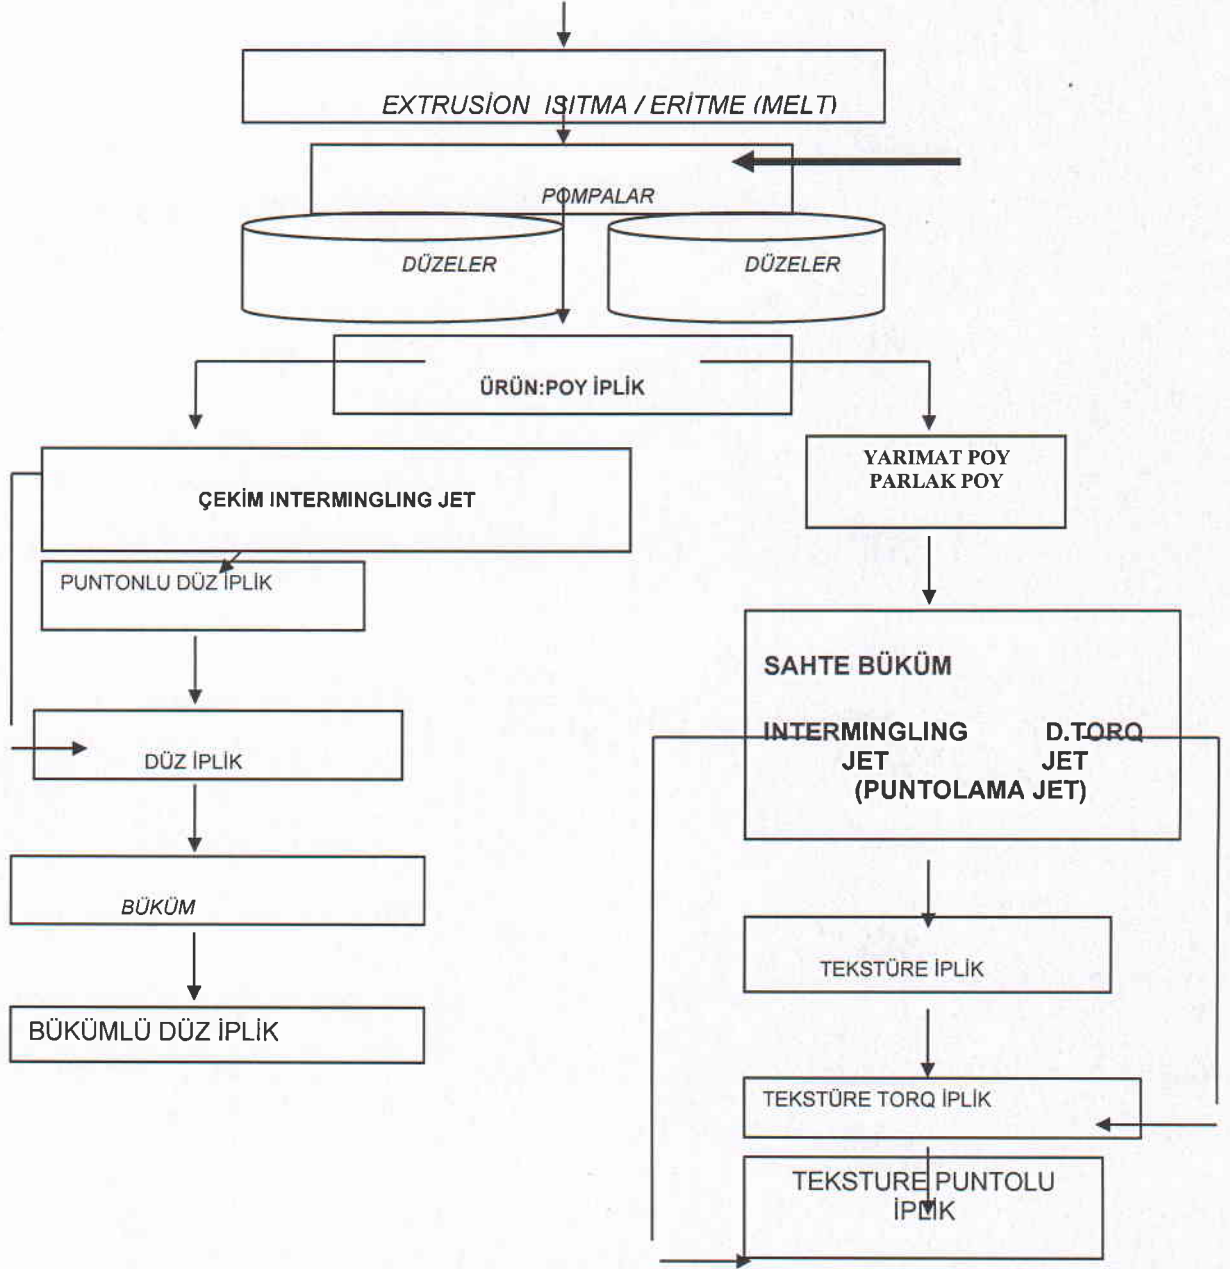 EXTRUSİON ISITMA / ERİTME (MELT)
POMPALAR
DÜZELER
DÜZELER
ÜRÜN:POY İPLİK
ÇEKİM INTERMINGLING JET
YARIMAT POY
PARLAK POY
PUNTONLU DÜZ İPLİK
DÜZ İPLİK
BÜKÜM
BÜKÜMLÜ DÜZ İPLİK
SAHTE BÜKÜM
INTERMINGLING D.TORQ
JET JET
(PUNTOLAMA JET)
TEKSTÜRE İPLİK
TEKSTÜRE TORQ İPLİK
TEKSTURE PUNTOLU
İPLİK